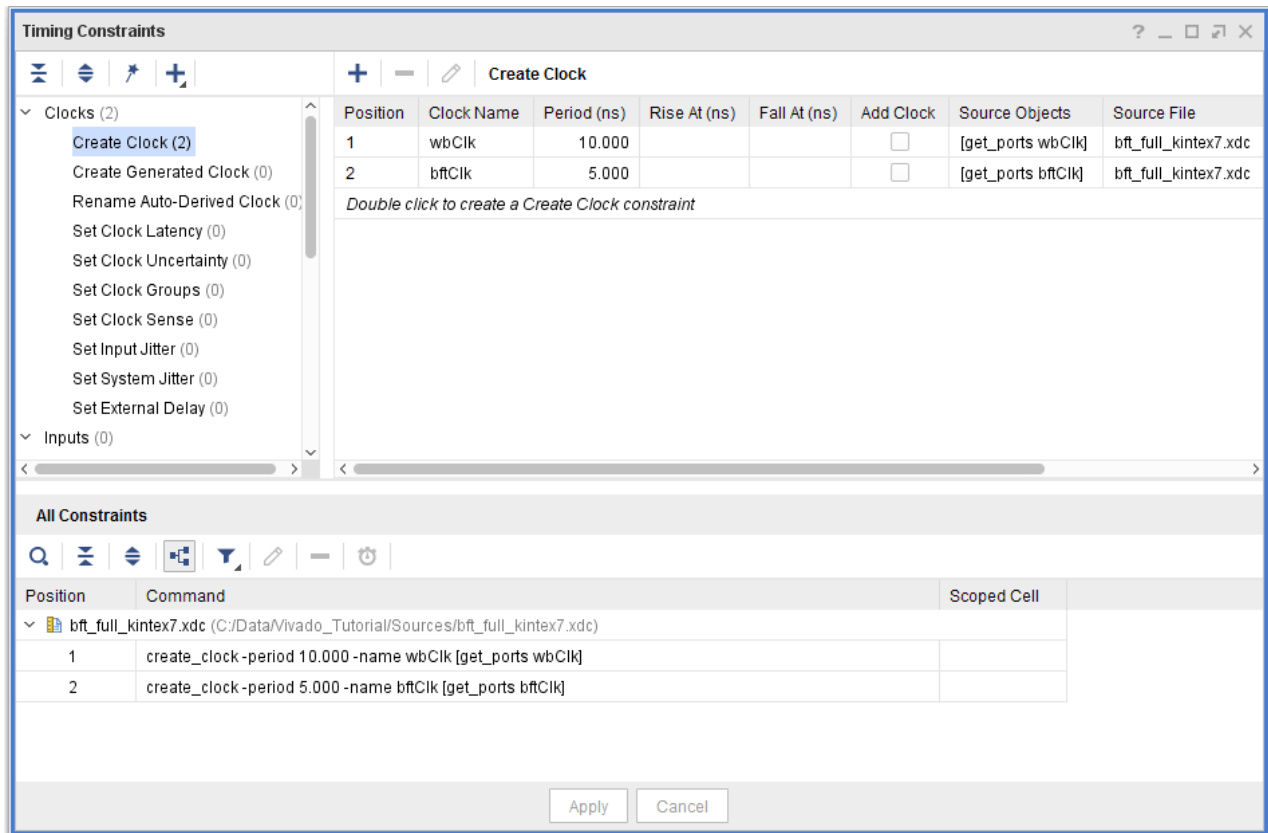 Timing Constraints
Create Clock
Clocks (2)
Create Clock (2)
Create Generated Clock (0)
Rename Auto-Derived Clock (0)
Set Clock Latency (0)
Set Clock Uncertainty (0)
Set Clock Groups (0)
Set Clock Sense (0)
Set Input Jitter (0)
Set System Jitter (0)
Set External Delay (0)
Inputs (0)
Position Clock Name Period (ns) Rise At (ns) Fall At (ns) Add Clock Source Objects Source File
1 wbClk 10.000 [get_ports wbClk] bft_full_kintex7.xdc
2 bftClk 5.000 [get_ports bftClk] bft_full_kintex7.xdc
Double click to create a Create Clock constraint
All Constraints
Position Command Scoped Cell
bft_full_kintex7.xdc (C:/Data/Vivado_Tutorial/Sources/bft_full_kintex7.xdc)
1 create_clock -period 10.000 -name wbClk [get_ports wbClk]
2 create_clock -period 5.000 -name bftClk [get_ports bftClk]
Apply Cancel